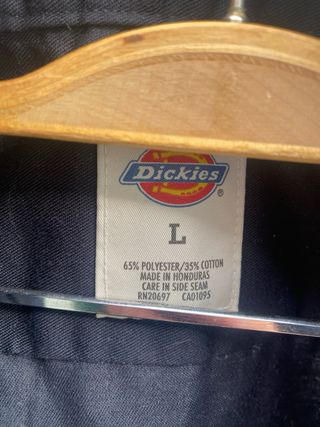 Dickies®
L
65% POLYESTER/35% COTTON
MADE IN HONDURAS
CARE IN SIDE SEAM
RN20697 CA01095